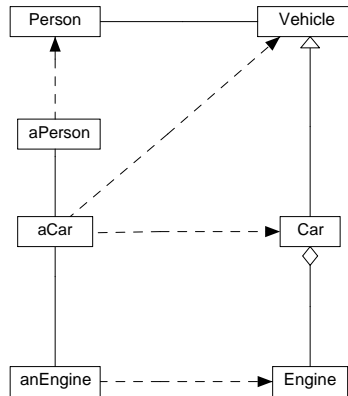 Person
Vehicle
aPerson
aCar
Car
anEngine
Engine